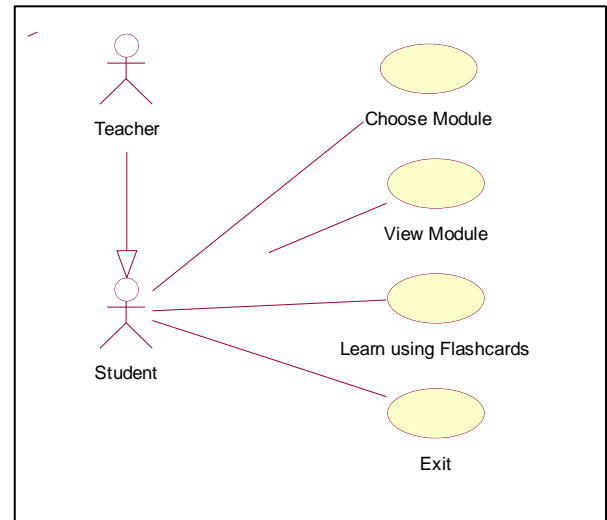 Teacher
Choose Module
View Module
Learn using Flashcards
Student
Exit